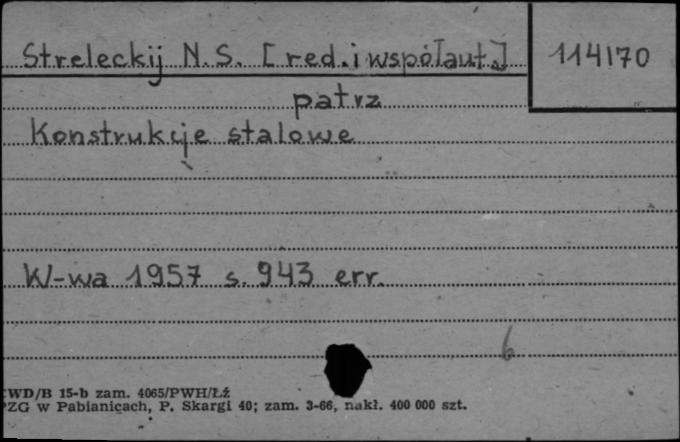 Streleckij N.S. [red. i współaut.]
114170
patrz
Konstrukcje stalowe
W-wa 1957 s. 943 err.
6
WD/B 15-b zam. 4065/PWH/Łź
PZG w Pabianicach, P. Skargi 40; zam. 3-66, nakł. 400 000 szt.